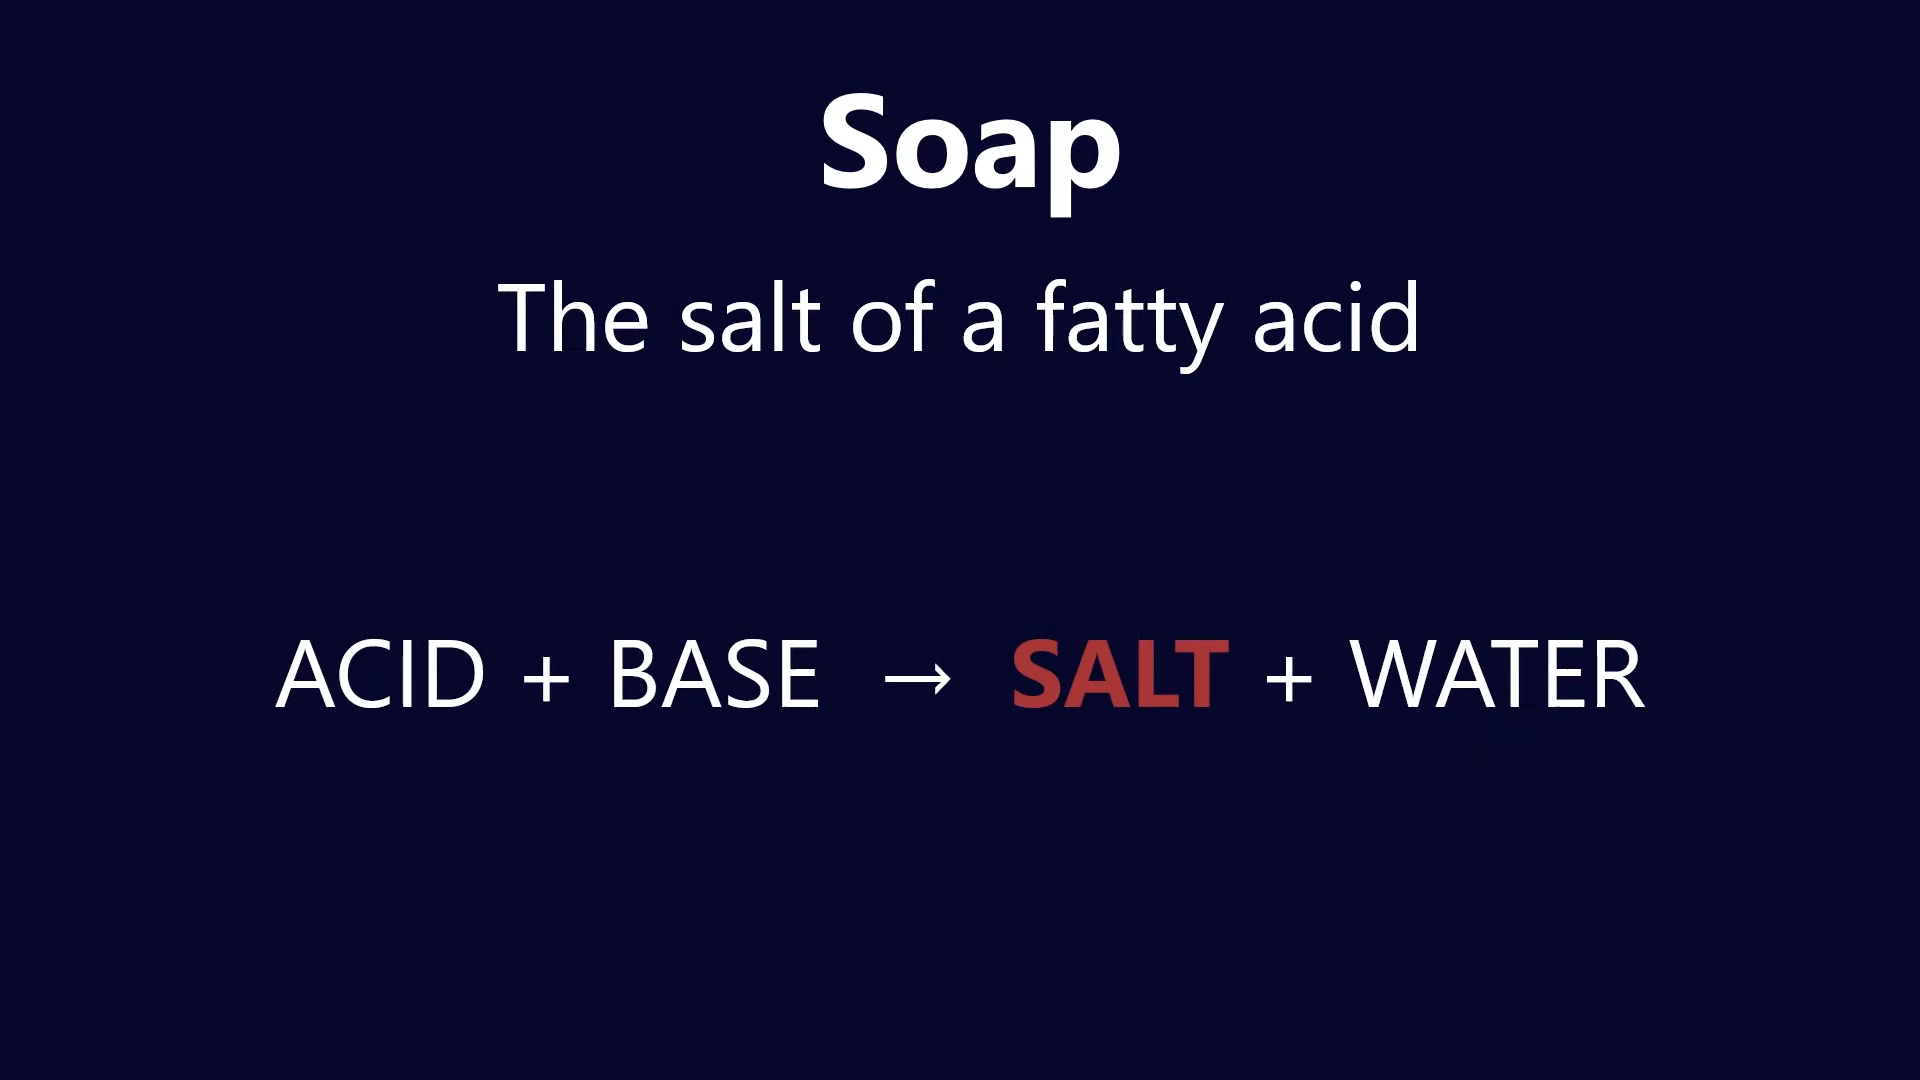 Soap
The salt of a fatty acid
ACID + BASE → SALT + WATER